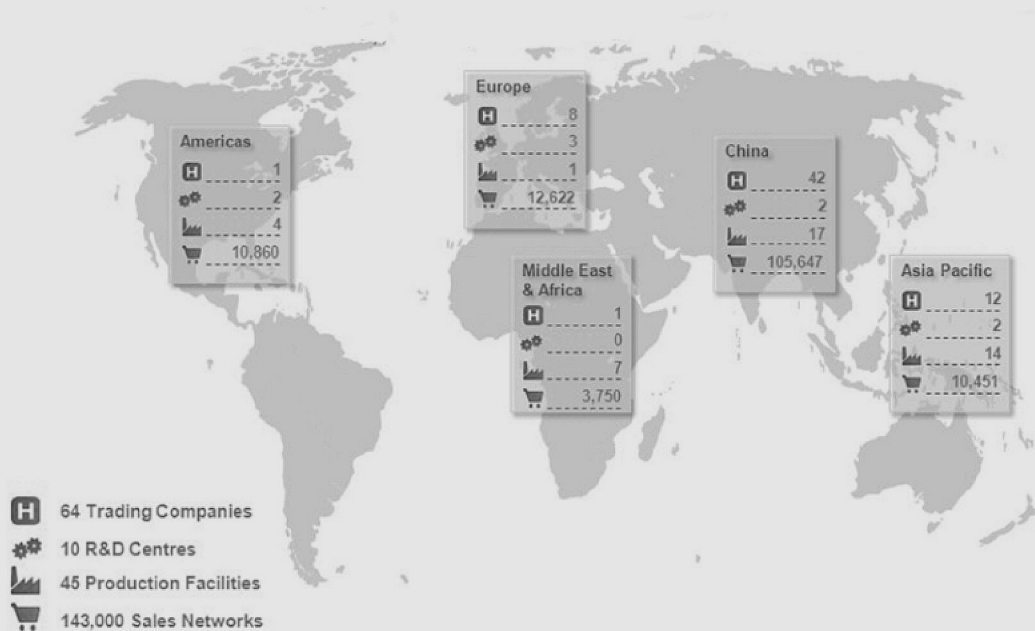 Europe
8
3
1
12,622
Americas
1
2
4
10,860
China
42
2
17
105,647
Middle East
& Africa
1
0
7
3,750
Asia Pacific
12
2
14
10,451
H 64 Trading Companies
10 R&D Centres
45 Production Facilities
143,000 Sales Networks